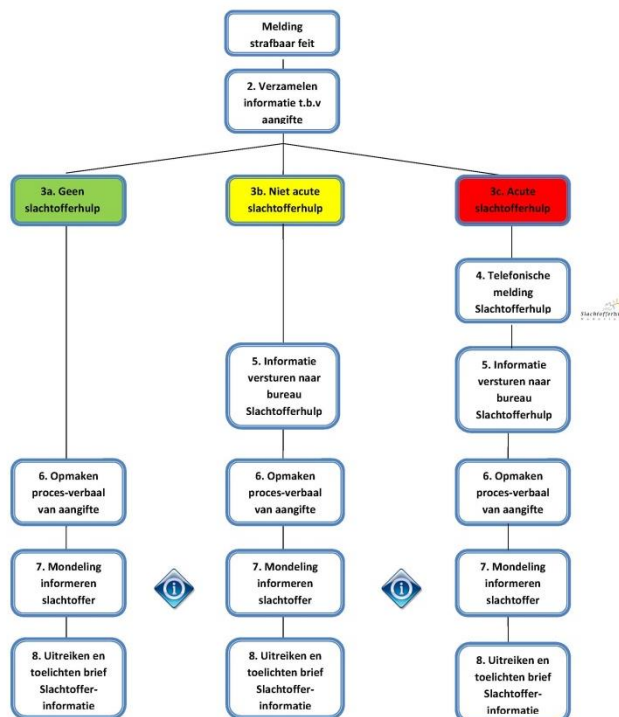 Melding
strafbaar feit
2. Verzamelen
informatie t.b.v
aangifte
3a. Geen
slachtofferhulp
3b. Niet acute
slachtofferhulp
3c. Acute
slachtofferhulp
4. Telefonische
melding
Slachtofferhulp
5. Informatie
versturen naar
bureau
Slachtofferhulp
5. Informatie
versturen naar
bureau
Slachtofferhulp
6. Opmaken
proces-verbaal
van aangifte
6. Opmaken
proces-verbaal
van aangifte
6. Opmaken
proces-verbaal
van aangifte
7. Mondeling
informeren
slachtoffer
7. Mondeling
informeren
slachtoffer
7. Mondeling
informeren
slachtoffer
8. Uitreiken en
toelichten brief
Slachtoffer-
informatie
8. Uitreiken en
toelichten brief
Slachtoffer-
informatie
8. Uitreiken en
toelichten brief
Slachtoffer-
informatie